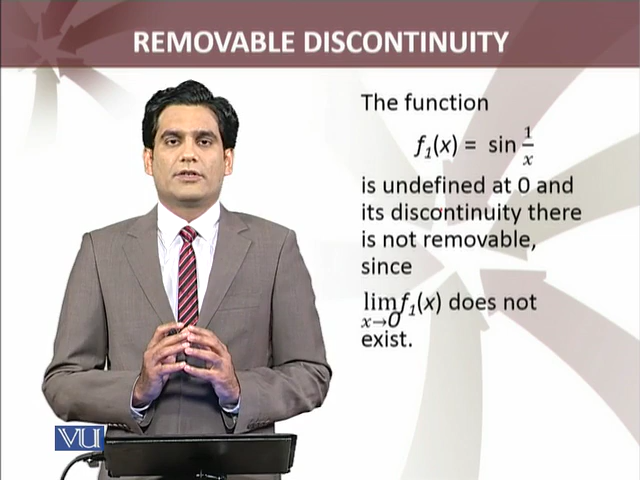 REMOVABLE DISCONTINUITY
The function
f₁(x) = sin 1/x
is undefined at 0 and
its discontinuity there
is not removable,
since
lim f₁(x) does not
x→0
exist.
VU